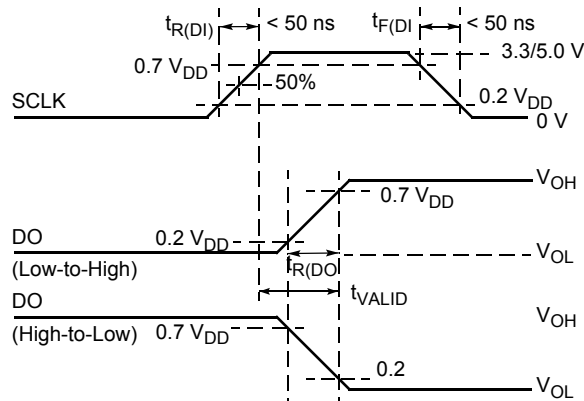 tR(DI) < 50 ns tF(DI < 50 ns
3.3/5.0 V
0.7 VDD
50%
SCLK 0.2 VDD
0 V
VOH
0.7 VDD
DO 0.2 VDD
(Low-to-High) tR(DO VOL
DO tVALID
(High-to-Low) 0.7 VDD VOH
0.2
VOL